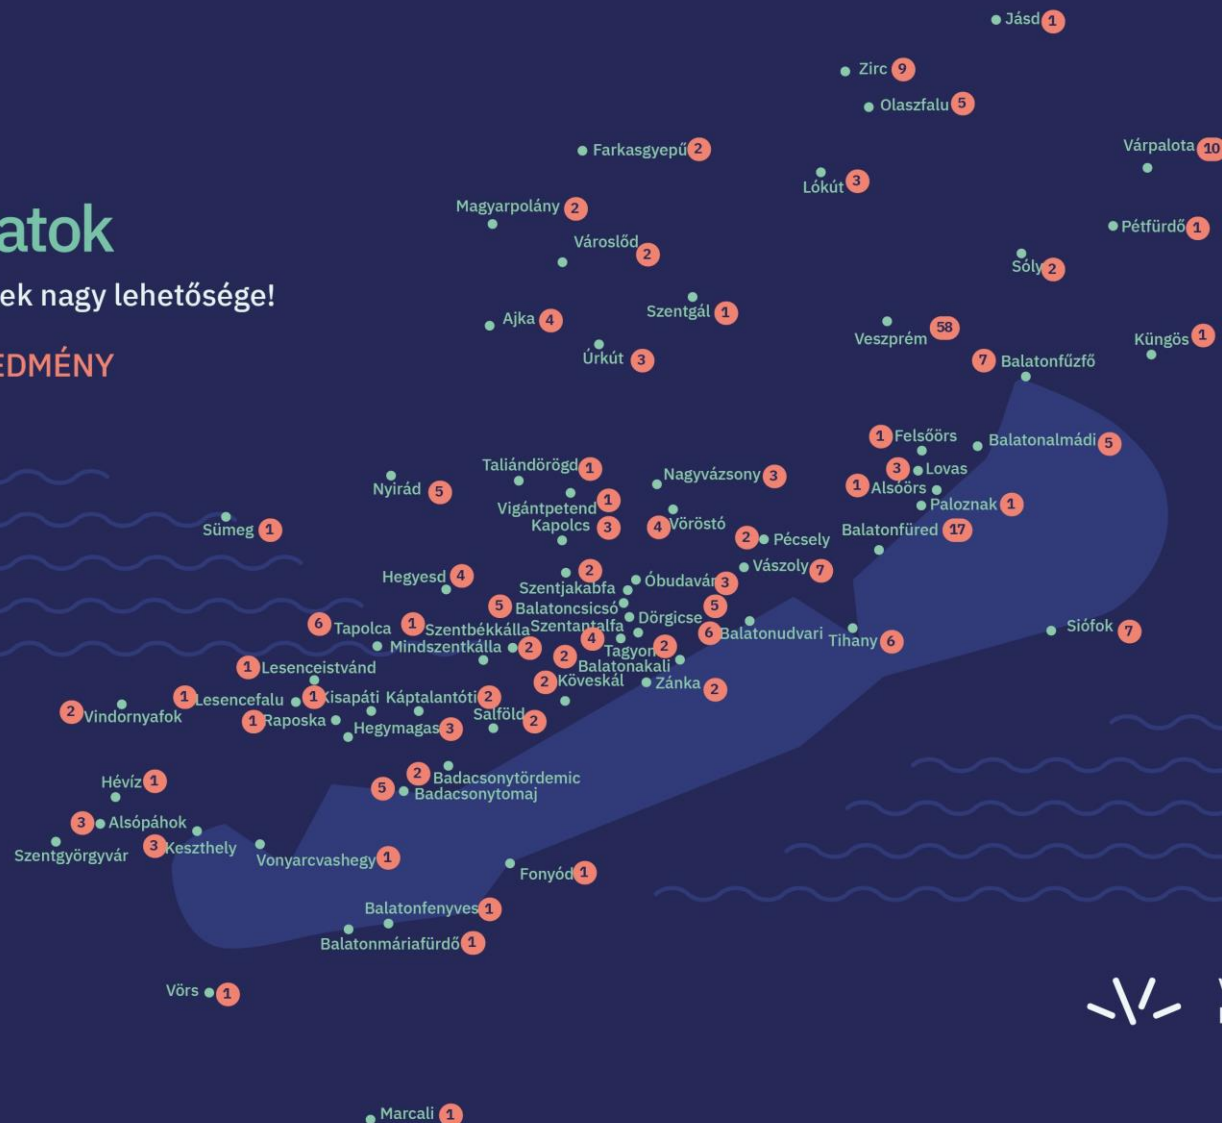 Jásd 1
Zirc 9
Olaszfalu 5
Farkasgyepű 2
Várpalota 10
Lókút 3
Magyarpolány 2
atok
Pétfürdő 1
Városlőd 2
Sóly 2
ek nagy lehetősége!
Szentgál 1
Ajka 4
Veszprém 58
Küngös 1
Úrkút 3
7 Balatonfűzfő
EDMÉNY
1 Felsőörs
Balatonalmádi 5
Taliándörögd 1
3 Lovas
Nagyvázsony 3
1 Alsóörs
Nyirád 5
Vigántpetend 1
Paloznak 1
Kapolcs 3
4 Vöröstó
Sümeg 1
Balatonfüred 17
2 Pécsely
Vászoly 7
Hegyesd 4
2
Szentjakabfa
Óbudavár 3
5 Balatoncsicsó
Dörgicse 5
6 Tapolca
1 Szentbékkálla
Szentantalfa
4
6 Balatonudvari
Tihany 6
Siófok 7
Mindszentkálla 2
Tagyon 2
2
Balatonakali
1 Lesenceistvánd
2 Köveskál
Zánka 2
1 Lesencefalu
1 Kisapáti
Káptalantóti 2
2 Vindornyafok
1 Raposka
Salföld 2
Hegymagas 3
2 Badacsonytördemic
Hévíz 1
5 Badacsonytomaj
3 Alsópáhok
3 Keszthely
Szentgyörgyvár
Vonyarcvashegy 1
Fonyód 1
Balatonfenyves 1
Balatonmáriafürdő 1
Vörs 1
Marcali 1